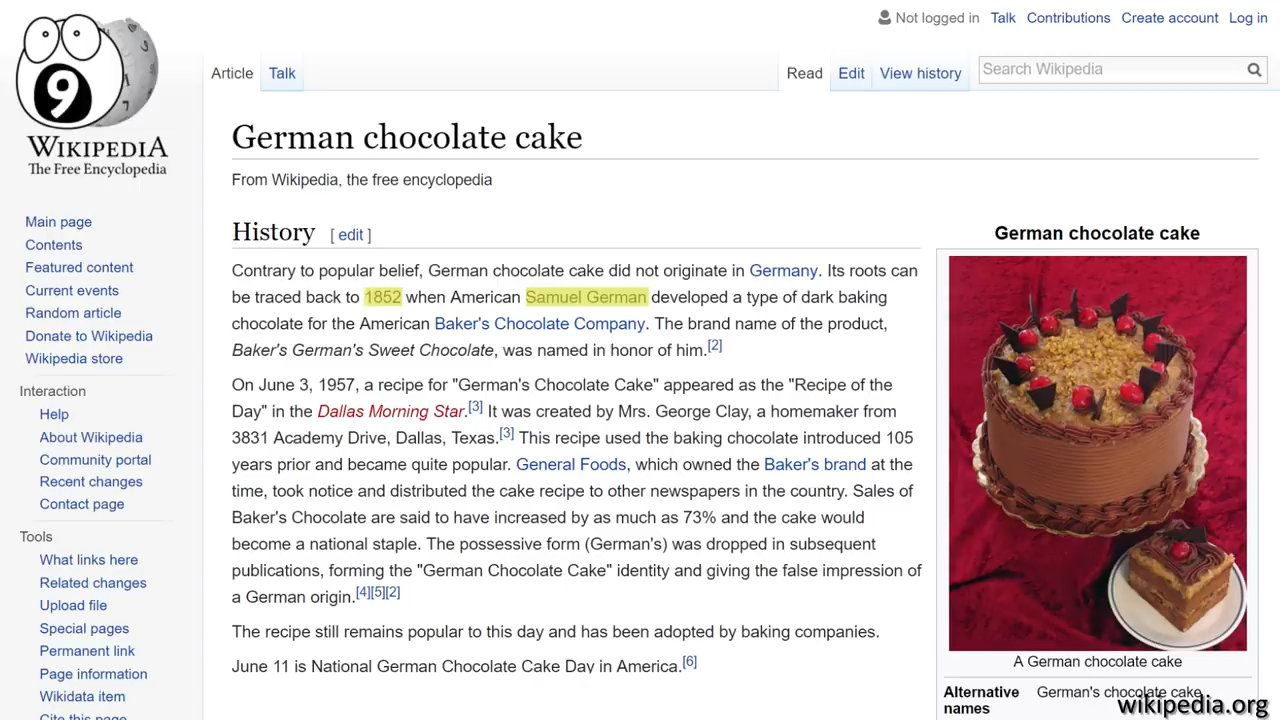 Not logged in Talk Contributions Create account Log in
Article Talk Read Edit View history Search Wikipedia
9
WIKIPEDIA
The Free Encyclopedia
Main page
Contents
Featured content
Current events
Random article
Donate to Wikipedia
Wikipedia store
Interaction
Help
About Wikipedia
Community portal
Recent changes
Contact page
Tools
What links here
Related changes
Upload file
Special pages
Permanent link
Page information
Wikidata item
Cite this page
German chocolate cake
From Wikipedia, the free encyclopedia
History [ edit ]
Contrary to popular belief, German chocolate cake did not originate in Germany. Its roots can
be traced back to 1852 when American Samuel German developed a type of dark baking
chocolate for the American Baker's Chocolate Company. The brand name of the product,
Baker's German's Sweet Chocolate, was named in honor of him.[2]
On June 3, 1957, a recipe for "German's Chocolate Cake" appeared as the "Recipe of the
Day" in the Dallas Morning Star.[3] It was created by Mrs. George Clay, a homemaker from
3831 Academy Drive, Dallas, Texas.[3] This recipe used the baking chocolate introduced 105
years prior and became quite popular. General Foods, which owned the Baker's brand at the
time, took notice and distributed the cake recipe to other newspapers in the country. Sales of
Baker's Chocolate are said to have increased by as much as 73% and the cake would
become a national staple. The possessive form (German's) was dropped in subsequent
publications, forming the "German Chocolate Cake" identity and giving the false impression of
a German origin.[4][5][2]
The recipe still remains popular to this day and has been adopted by baking companies.
June 11 is National German Chocolate Cake Day in America.[6]
German chocolate cake
A German chocolate cake
Alternative names German's chocolate cake
wikipedia.org